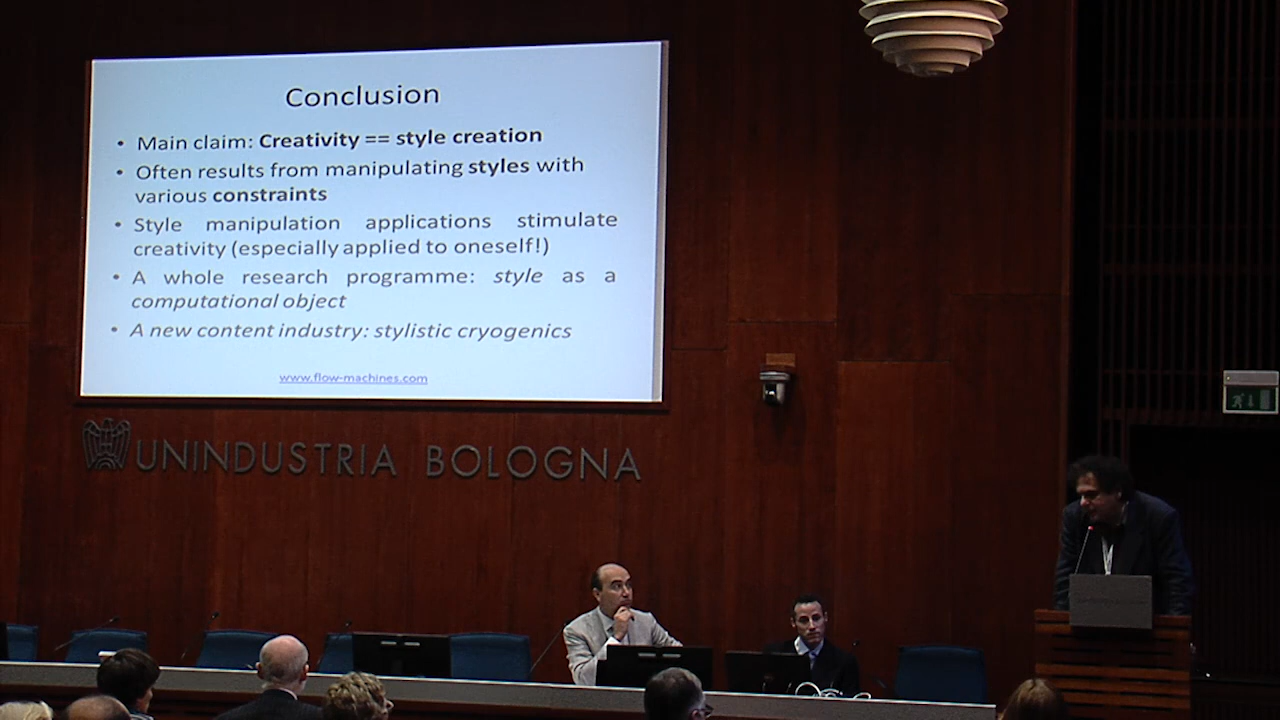 Conclusion
• Main claim: Creativity == style creation
• Often results from manipulating styles with
various constraints
• Style manipulation applications stimulate
creativity (especially applied to oneself!)
• A whole research programme: style as a
computational object
• A new content industry: stylistic cryogenics
www.flow-machines.com
UNINDUSTRIA BOLOGNA